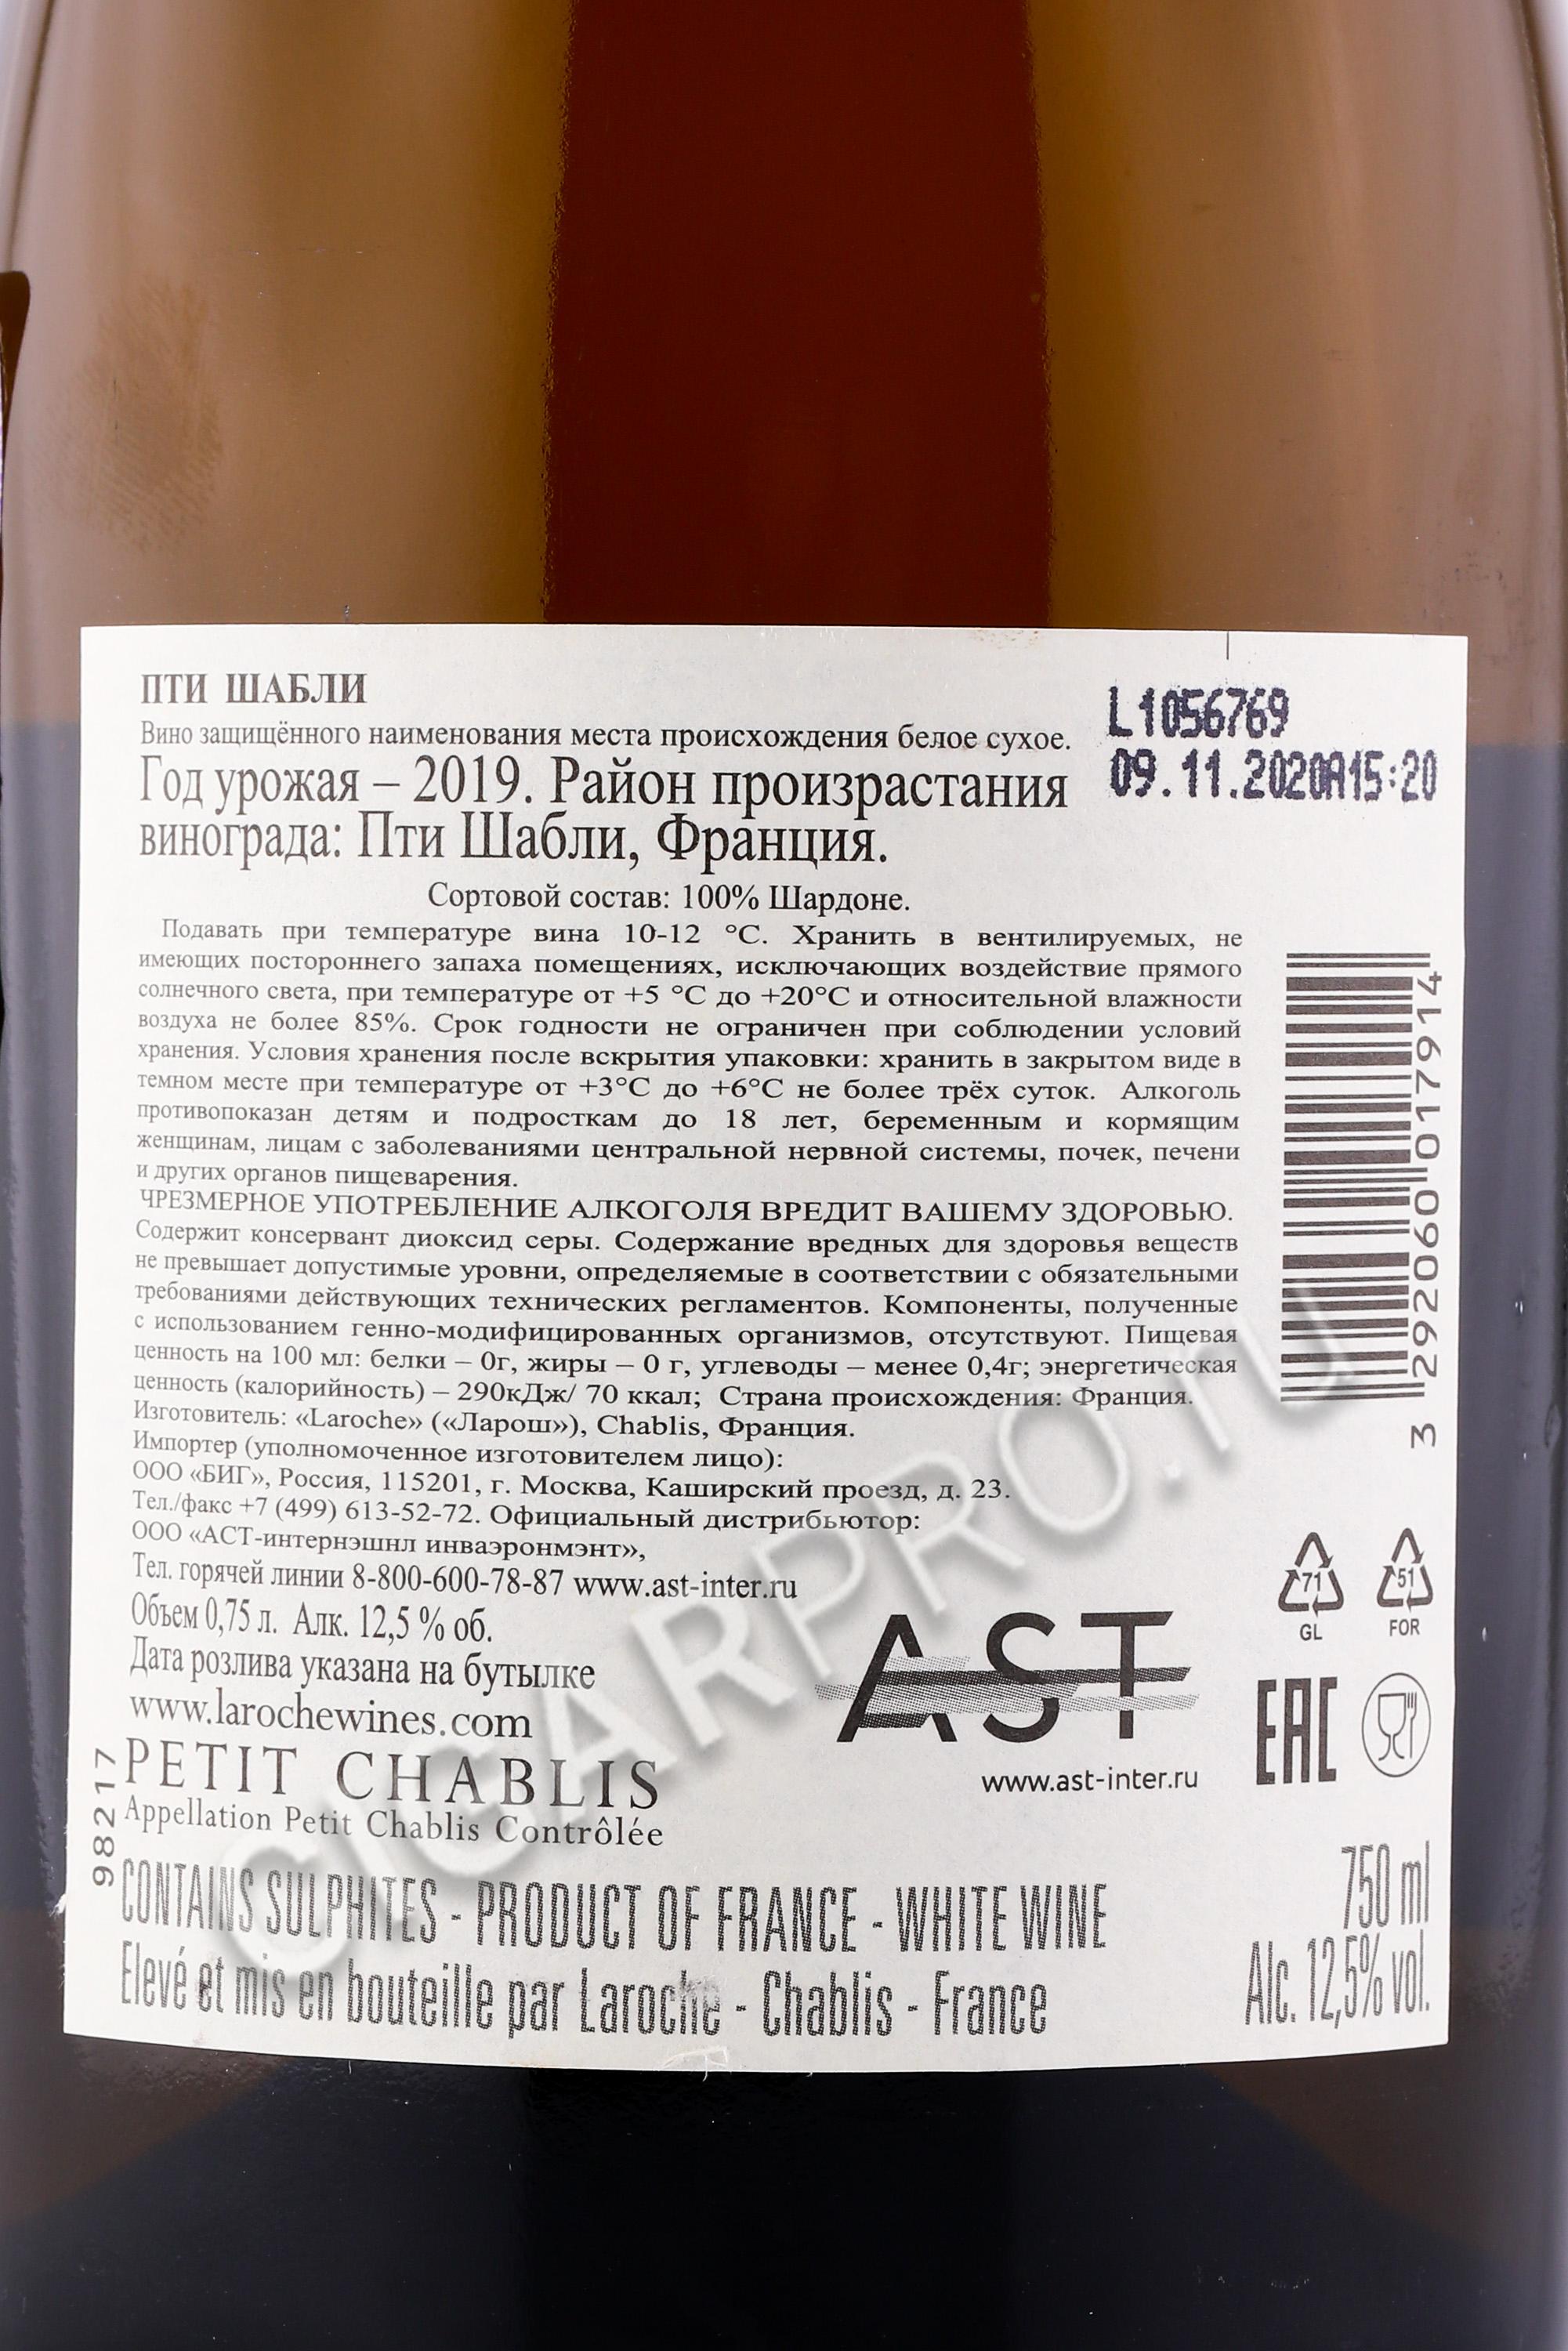 ПТИ ШАБЛИ
Вино защищённого наименования места происхождения белое сухое.
Год урожая – 2019. Район произрастания
винограда: Пти Шабли, Франция.
L1056769
09.11.2020A15:20
Сортовой состав: 100% Шардоне.
Подавать при температуре вина 10-12 °С. Хранить в вентилируемых, не
имеющих постороннего запаха помещениях, исключающих воздействие прямого
солнечного света, при температуре от +5 °С до +20°С и относительной влажности
воздуха не более 85%. Срок годности не ограничен при соблюдении условий
хранения. Условия хранения после вскрытия упаковки: хранить в закрытом виде в
темном месте при температуре от +3°С до +6°С не более трёх суток. Алкоголь
противопоказан детям и подросткам до 18 лет, беременным и кормящим
женщинам, лицам с заболеваниями центральной нервной системы, почек, печени
и других органов пищеварения.
ЧРЕЗМЕРНОЕ УПОТРЕБЛЕНИЕ АЛКОГОЛЯ ВРЕДИТ ВАШЕМУ ЗДОРОВЬЮ.
Содержит консервант диоксид серы. Содержание вредных для здоровья веществ
не превышает допустимые уровни, определяемые в соответствии с обязательными
требованиями действующих технических регламентов. Компоненты, полученные
с использованием генно-модифицированных организмов, отсутствуют. Пищевая
ценность на 100 мл: белки – 0г, жиры – 0 г, углеводы – менее 0,4г; энергетическая
ценность (калорийность) – 290кДж/ 70 ккал; Страна происхождения: Франция.
Изготовитель: «Laroche» («Ларош»), Chablis, Франция.
Импортер (уполномоченное изготовителем лицо):
ООО «БИГ», Россия, 115201, г. Москва, Каширский проезд, д. 23.
Тел./факс +7 (499) 613-52-72. Официальный дистрибьютор:
ООО «АСТ-интернэшнл инваэронмэнт»,
Тел. горячей линии 8-800-600-78-87 www.ast-inter.ru
Объем 0,75 л. Алк. 12,5 % об.
Дата розлива указана на бутылке
www.larochewines.com
PETIT CHABLIS
Appellation Petit Chablis Contrôlée
98217
CONTAINS SULPHITES - PRODUCT OF FRANCE - WHITE WINE
Elevé et mis en bouteille par Laroche - Chablis - France
3 292060 017914
71
GL
51
FOR
AST
www.ast-inter.ru
EAC
750 ml
Alc. 12,5% vol.
CIGARPRO.ru